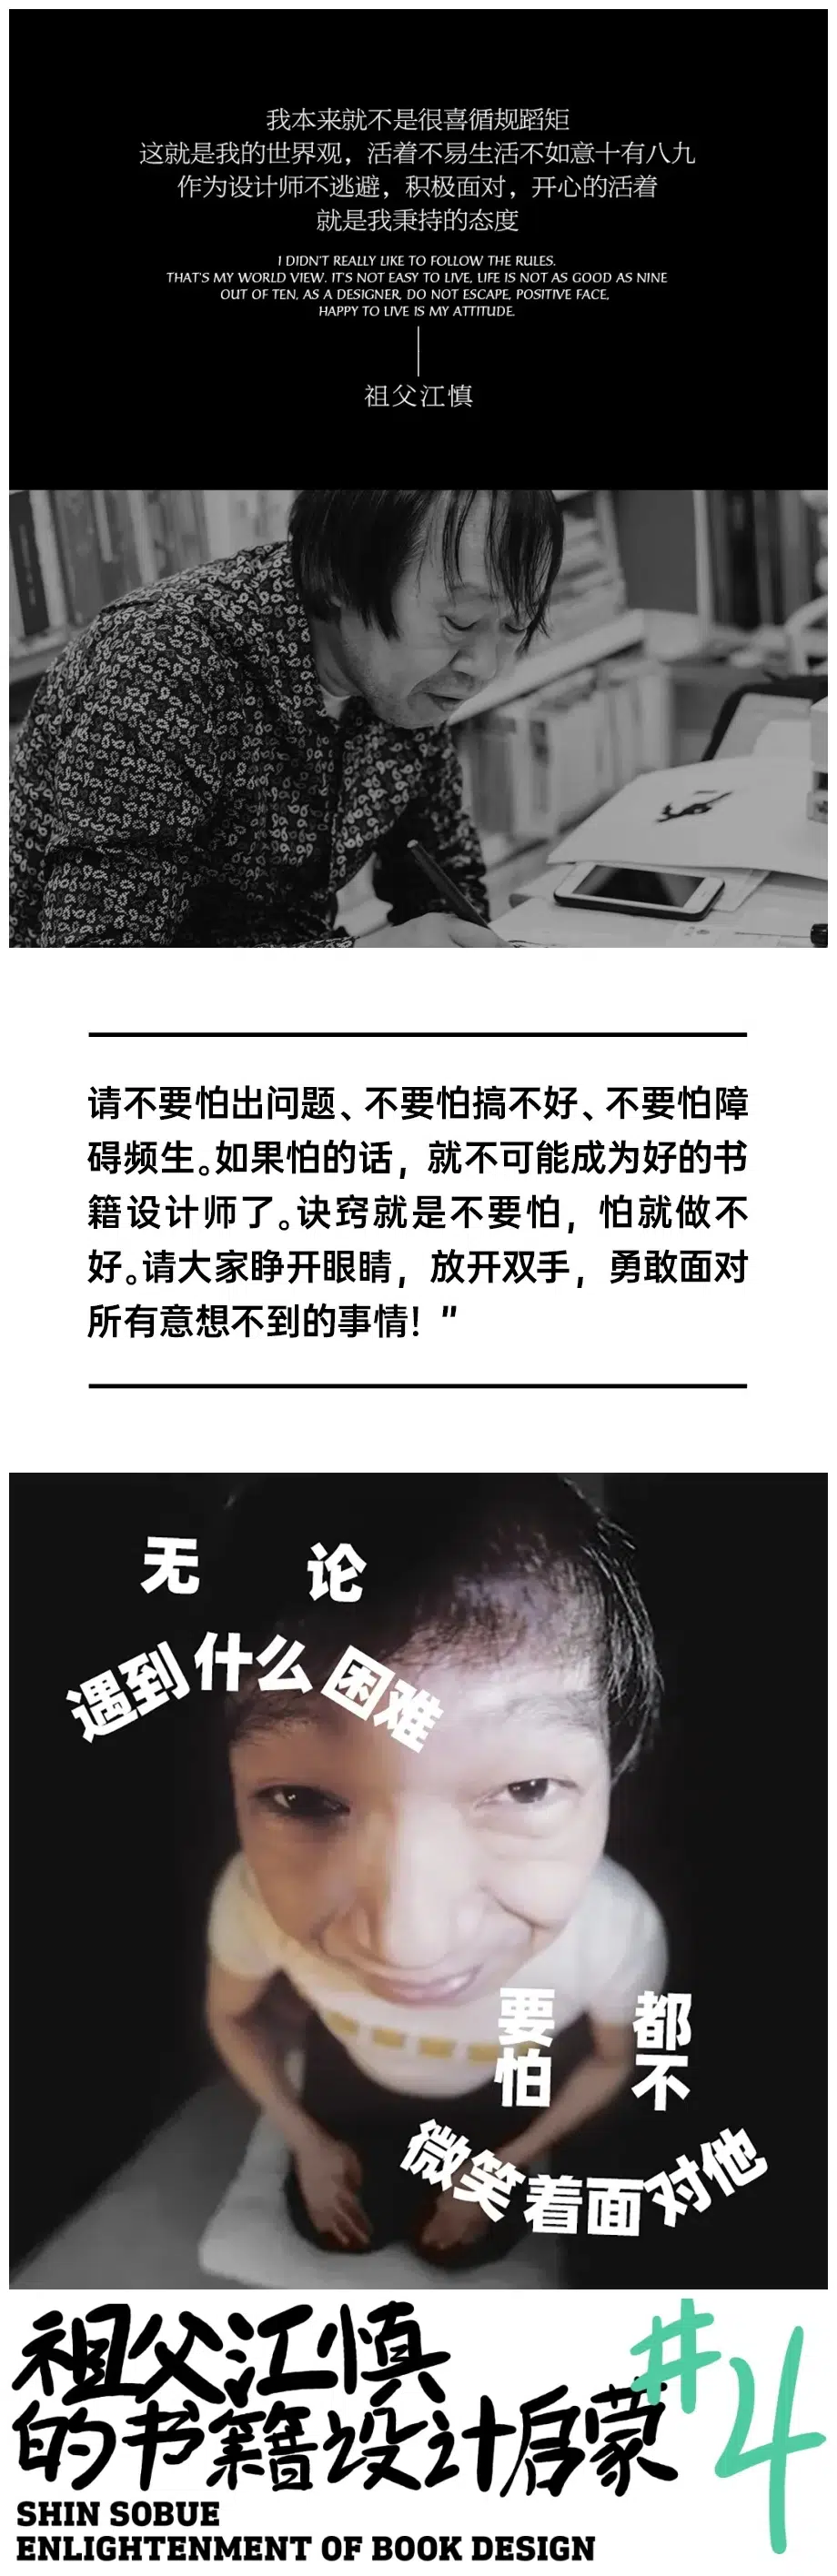 我本来就不是很喜循规蹈矩
这就是我的世界观，活着不易生活不如意十有八九
作为设计师不逃避，积极面对，开心的活着
就是我秉持的态度
I DIDN'T REALLY LIKE TO FOLLOW THE RULES.
THAT'S MY WORLD VIEW. IT'S NOT EASY TO LIVE, LIFE IS NOT AS GOOD AS NINE
OUT OF TEN, AS A DESIGNER, DO NOT ESCAPE, POSITIVE FACE,
HAPPY TO LIVE IS MY ATTITUDE.
祖父江慎
请不要怕出问题、不要怕搞不好、不要怕障
碍频生。如果怕的话，就不可能成为好的书
籍设计师了。诀窍就是不要怕，怕就做不
好。请大家睁开眼睛，放开双手，勇敢面对
所有意想不到的事情！”
无 论
遇到什么困难
都不
要怕
微笑着面对他
祖父江慎
的书籍设计启蒙
#4
SHIN SOBUE
ENLIGHTENMENT OF BOOK DESIGN